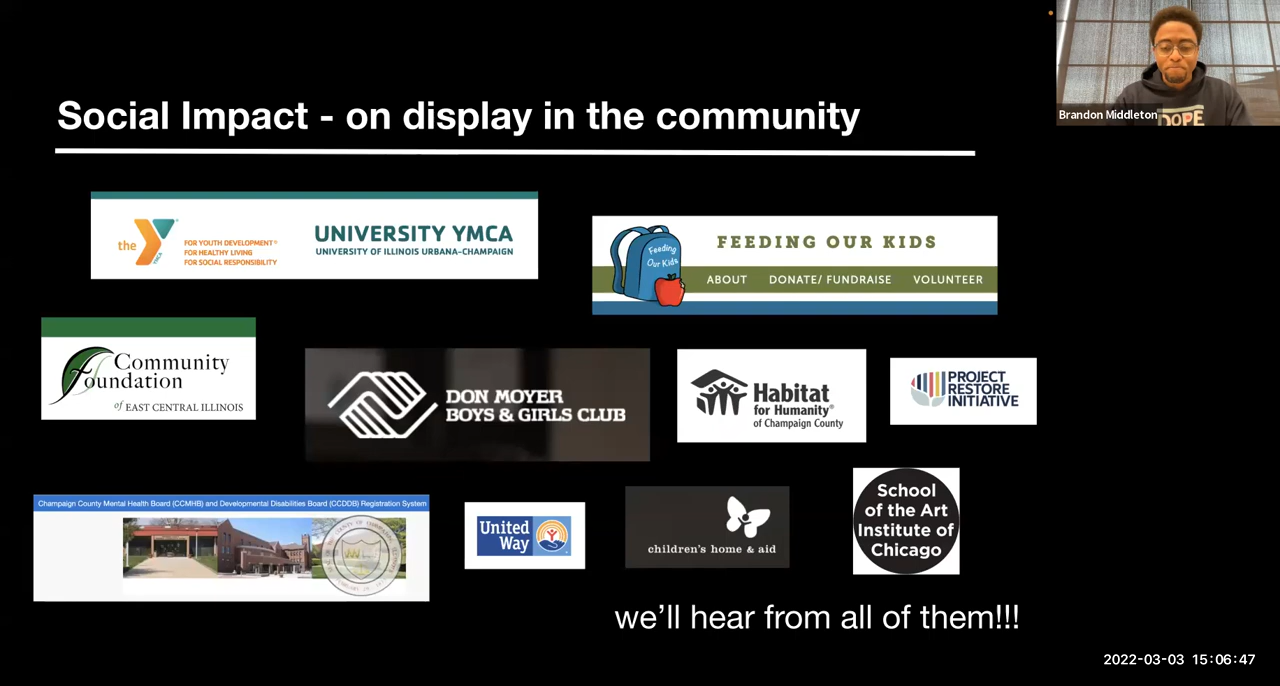 Brandon Middleton
DOPE
Social Impact - on display in the community
the
YMCA
FOR YOUTH DEVELOPMENT®
FOR HEALTHY LIVING
FOR SOCIAL RESPONSIBILITY
UNIVERSITY YMCA
UNIVERSITY OF ILLINOIS URBANA-CHAMPAIGN
Feeding
Our Kids
FEEDING OUR KIDS
ABOUT DONATE/ FUNDRAISE VOLUNTEER
Community
Foundation
of EAST CENTRAL ILLINOIS
DON MOYER
BOYS & GIRLS CLUB
Habitat
for Humanity®
of Champaign County
PROJECT
RESTORE
INITIATIVE
Champaign County Mental Health Board (CCMHB) and Developmental Disabilities Board (CCDDB) Registration System
United
Way
children's home & aid
School
of the Art
Institute of
Chicago
we'll hear from all of them!!!
2022-03-03 15:06:47